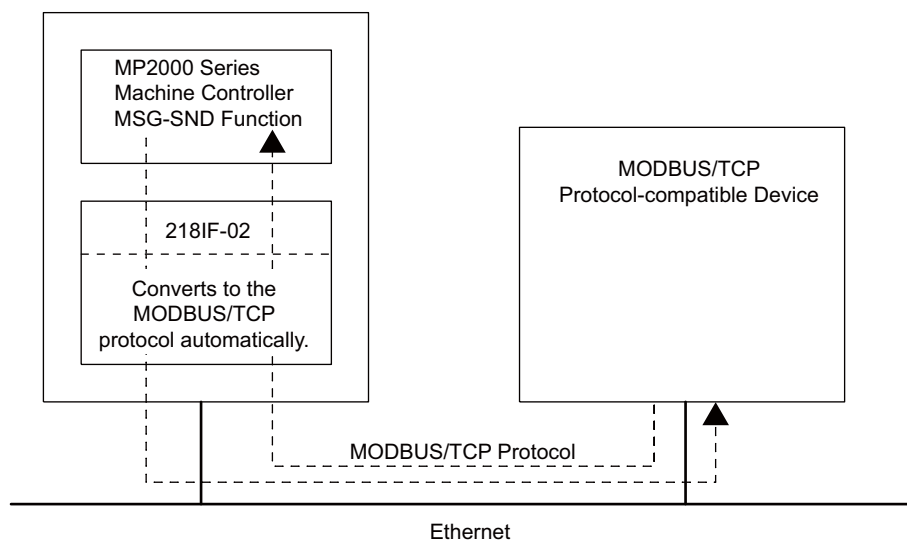 MP2000 Series
Machine Controller
MSG-SND Function
218IF-02
Converts to the
MODBUS/TCP
protocol automatically.
MODBUS/TCP
Protocol-compatible Device
MODBUS/TCP Protocol
Ethernet